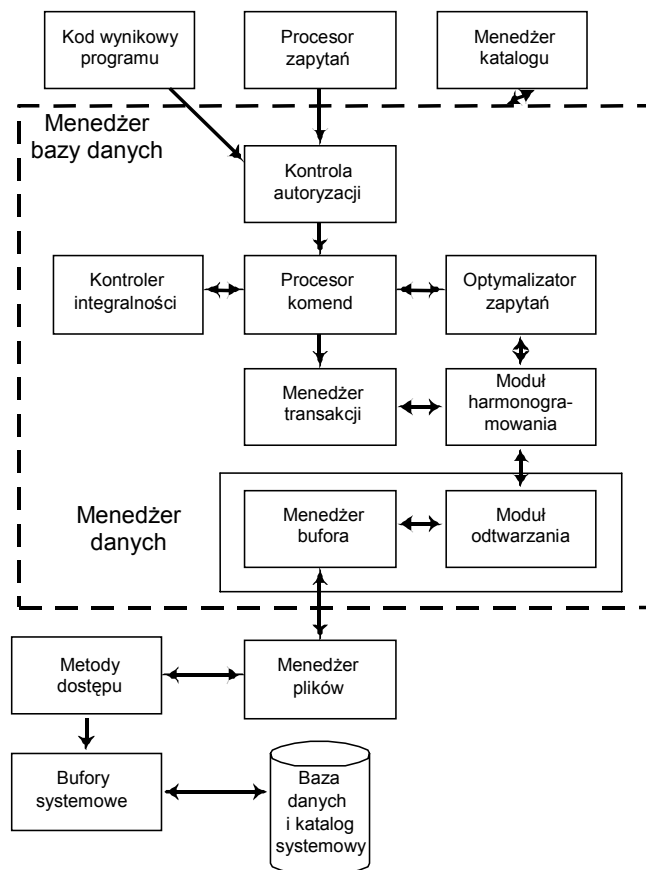 Kod wynikowy
programu
Procesor
zapytań
Menedżer
katalogu
Menedżer
bazy danych
Kontrola
autoryzacji
Kontroler
integralności
Procesor
komend
Optymalizator
zapytań
Menedżer
transakcji
Moduł
harmonogra-
mowania
Menedżer
danych
Menedżer
bufora
Moduł
odtwarzania
Metody
dostępu
Menedżer
plików
Bufory
systemowe
Baza
danych
i katalog
systemowy